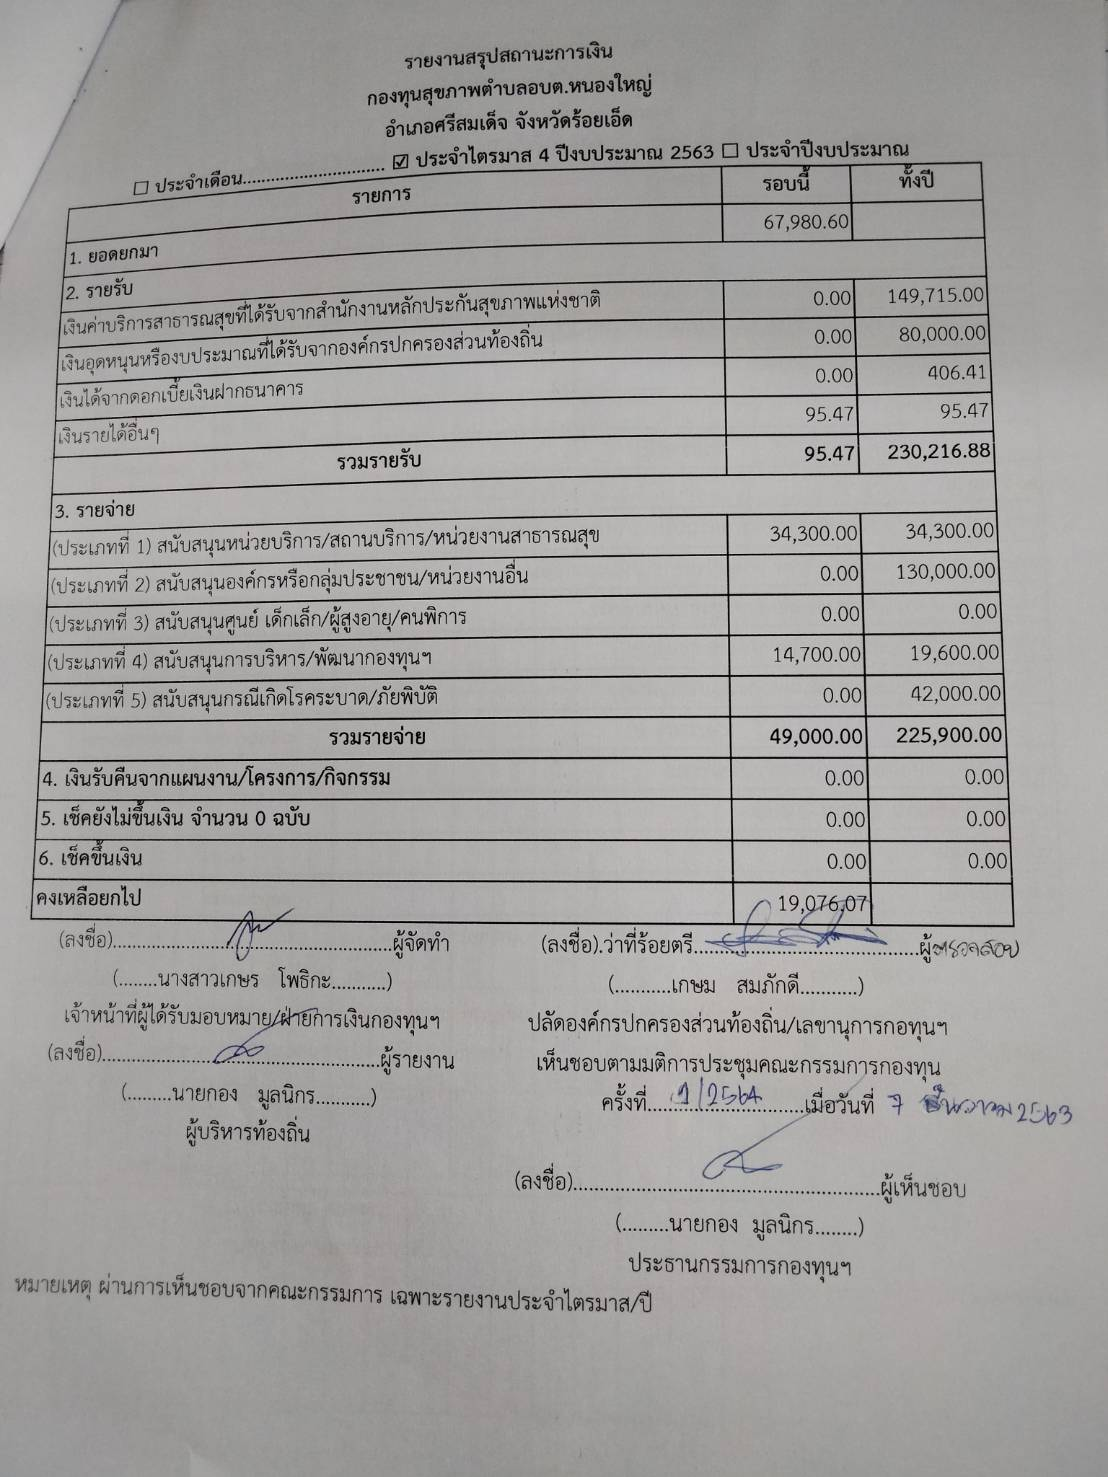 รายงานสรุปสถานะการเงิน
กองทุนสุขภาพตำบลอบต.หนองใหญ่
อำเภอศรีสมเด็จ จังหวัดร้อยเอ็ด
☐ ประจำเดือน............................ ☑ ประจำไตรมาส 4 ปีงบประมาณ 2563 ☐ ประจำปีงบประมาณ
รายการ รอบนี้ ทั้งปี
1. ยอดยกมา 67,980.60
2. รายรับ
เงินค่าบริการสาธารณสุขที่ได้รับจากสำนักงานหลักประกันสุขภาพแห่งชาติ 0.00 149,715.00
เงินอุดหนุนหรืองบประมาณที่ได้รับจากองค์กรปกครองส่วนท้องถิ่น 0.00 80,000.00
เงินได้จากดอกเบี้ยเงินฝากธนาคาร 0.00 406.41
เงินรายได้อื่นๆ 95.47 95.47
รวมรายรับ 95.47 230,216.88
3. รายจ่าย
(ประเภทที่ 1) สนับสนุนหน่วยบริการ/สถานบริการ/หน่วยงานสาธารณสุข 34,300.00 34,300.00
(ประเภทที่ 2) สนับสนุนองค์กรหรือกลุ่มประชาชน/หน่วยงานอื่น 0.00 130,000.00
(ประเภทที่ 3) สนับสนุนศูนย์ เด็กเล็ก/ผู้สูงอายุ/คนพิการ 0.00 0.00
(ประเภทที่ 4) สนับสนุนการบริหาร/พัฒนากองทุนฯ 14,700.00 19,600.00
(ประเภทที่ 5) สนับสนุนกรณีเกิดโรคระบาด/ภัยพิบัติ 0.00 42,000.00
รวมรายจ่าย 49,000.00 225,900.00
4. เงินรับคืนจากแผนงาน/โครงการ/กิจกรรม 0.00 0.00
5. เช็คยังไม่ขึ้นเงิน จำนวน 0 ฉบับ 0.00 0.00
6. เช็คขึ้นเงิน 0.00 0.00
คงเหลือยกไป 19,076.07
(ลงชื่อ)..................................................ผู้จัดทำ (ลงชื่อ).ว่าที่ร้อยตรี........................................ผู้ตรวจสอบ
(........นางสาวเกษร โพธิกะ...........) (...........เกษม สมภักดี...........)
เจ้าหน้าที่ผู้ได้รับมอบหมาย/ฝ่ายการเงินกองทุนฯ ปลัดองค์กรปกครองส่วนท้องถิ่น/เลขานุการกอทุนฯ
(ลงชื่อ)..................................................ผู้รายงาน เห็นชอบตามมติการประชุมคณะกรรมการกองทุน
(.........นายกอง มูลนิกร...........) ครั้งที่....1/2564....เมื่อวันที่ 7 ธันวาคม 2563
ผู้บริหารท้องถิ่น
(ลงชื่อ)......................................................ผู้เห็นชอบ
(.........นายกอง มูลนิกร........)
ประธานกรรมการกองทุนฯ
หมายเหตุ ผ่านการเห็นชอบจากคณะกรรมการ เฉพาะรายงานประจำไตรมาส/ปี